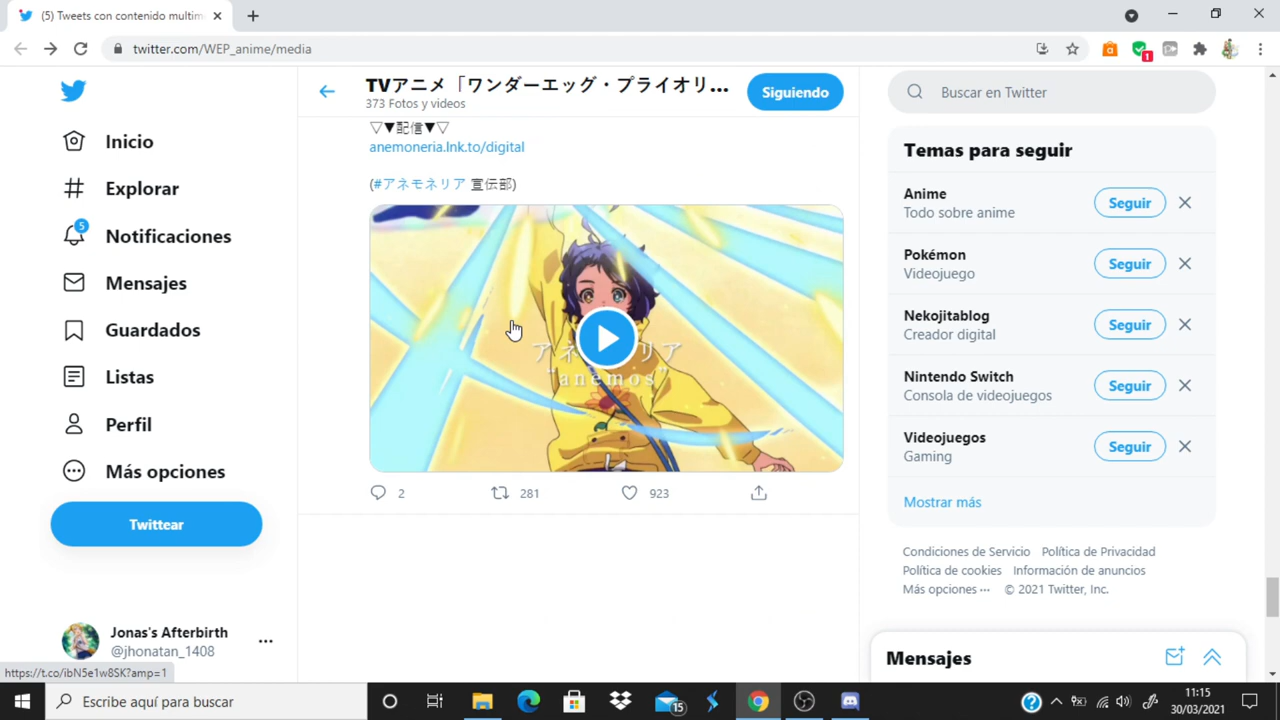 (5) Tweets con contenido multim
twitter.com/WEP_anime/media
1
Inicio
Explorar
5
Notificaciones
Mensajes
Guardados
Listas
Perfil
Más opciones
Twittear
Jonas's Afterbirth
@jhonatan_1408
https://t.co/ibN5e1w8SK?amp=1
TVアニメ「ワンダーエッグ・プライオリ...
373 Fotos y videos
Siguiendo
▽▼配信▼▽
anemoneria.lnk.to/digital
(#アネモネリア 宣伝部)
アネモネリア
"anemos"
2
281
923
Buscar en Twitter
Temas para seguir
Anime
Todo sobre anime
Seguir
Pokémon
Videojuego
Seguir
Nekojitablog
Creador digital
Seguir
Nintendo Switch
Consola de videojuegos
Seguir
Videojuegos
Gaming
Seguir
Mostrar más
Condiciones de Servicio Política de Privacidad
Política de cookies Información de anuncios
Más opciones ··· © 2021 Twitter, Inc.
Mensajes
Escribe aquí para buscar
15
11:15
30/03/2021